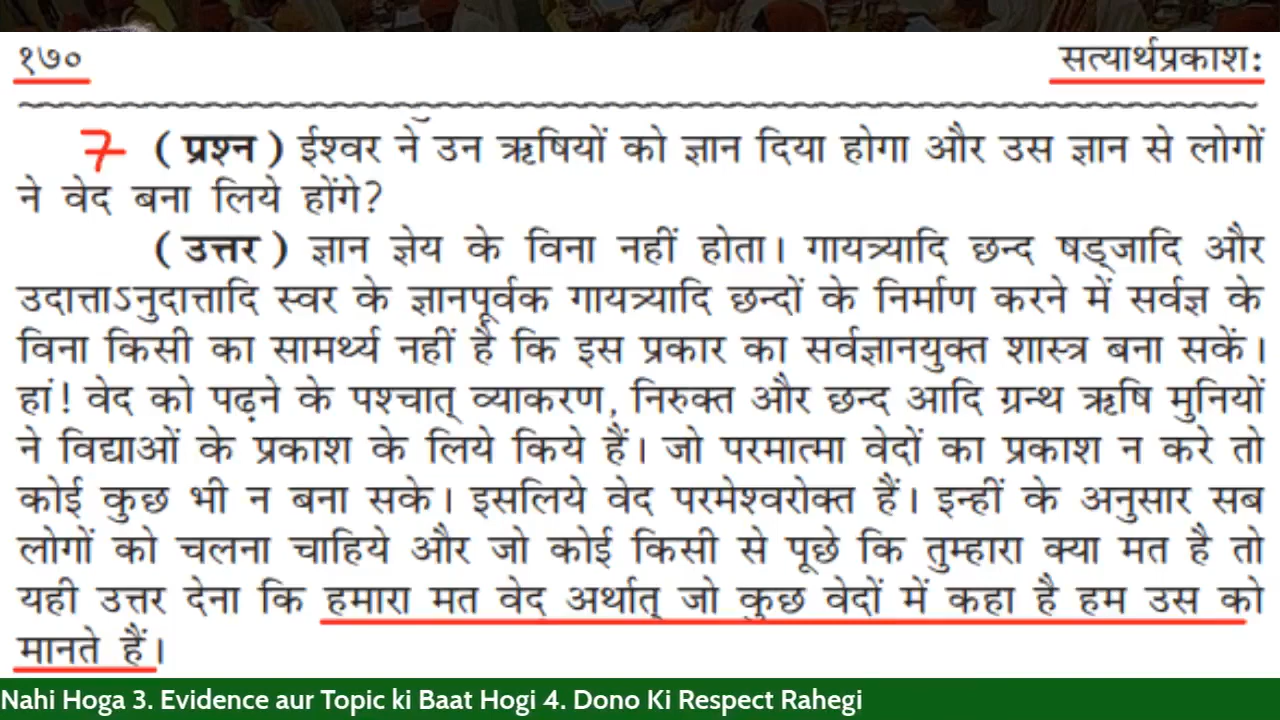 १७० सत्यार्थप्रकाशः
7 (प्रश्न) ईश्वर ने उन ऋषियों को ज्ञान दिया होगा और उस ज्ञान से लोगों
ने वेद बना लिये होंगे?
(उत्तर) ज्ञान ज्ञेय के विना नहीं होता। गायत्र्यादि छन्द षड्जादि और
उदात्ताऽनुदात्तादि स्वर के ज्ञानपूर्वक गायत्र्यादि छन्दों के निर्माण करने में सर्वज्ञ के
विना किसी का सामर्थ्य नहीं है कि इस प्रकार का सर्वज्ञानयुक्त शास्त्र बना सकें।
हां! वेद को पढ़ने के पश्चात् व्याकरण, निरुक्त और छन्द आदि ग्रन्थ ऋषि मुनियों
ने विद्याओं के प्रकाश के लिये किये हैं। जो परमात्मा वेदों का प्रकाश न करे तो
कोई कुछ भी न बना सके। इसलिये वेद परमेश्वरोक्त हैं। इन्हीं के अनुसार सब
लोगों को चलना चाहिये और जो कोई किसी से पूछे कि तुम्हारा क्या मत है तो
यही उत्तर देना कि हमारा मत वेद अर्थात् जो कुछ वेदों में कहा है हम उस को
मानते हैं।
Nahi Hoga 3. Evidence aur Topic ki Baat Hogi 4. Dono Ki Respect Rahegi